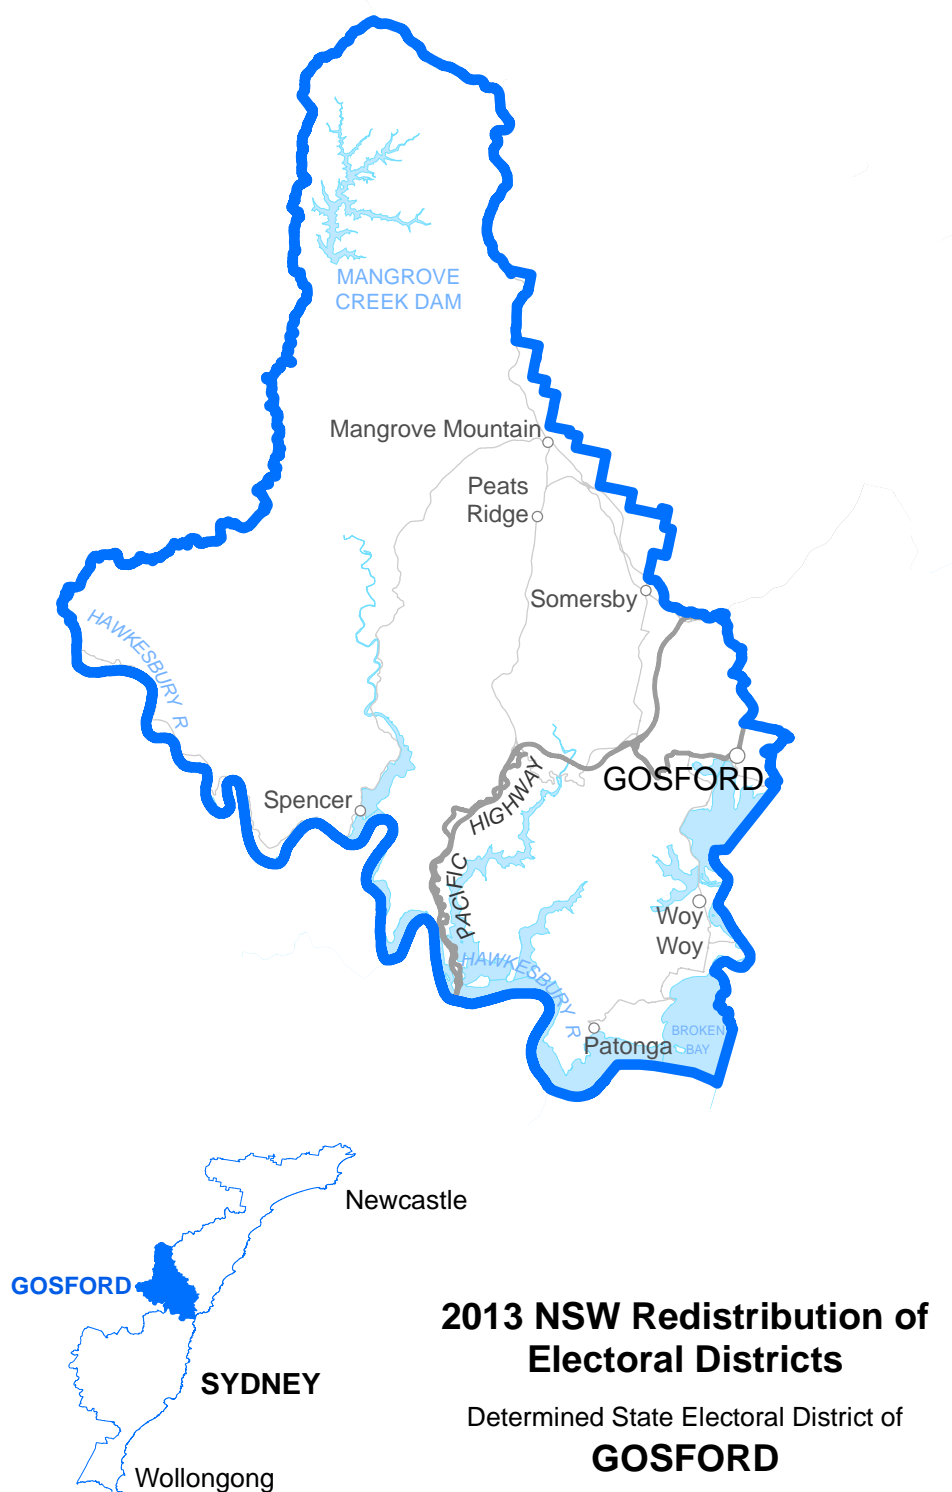 MANGROVE
CREEK DAM
Mangrove Mountain
Peats
Ridge
Somersby
HAWKESBURY R
GOSFORD
PACIFIC HIGHWAY
Spencer
Woy
Woy
HAWKESBURY R
BROKEN
BAY
Patonga
Newcastle
GOSFORD
SYDNEY
Wollongong
2013 NSW Redistribution of
Electoral Districts
Determined State Electoral District of
GOSFORD